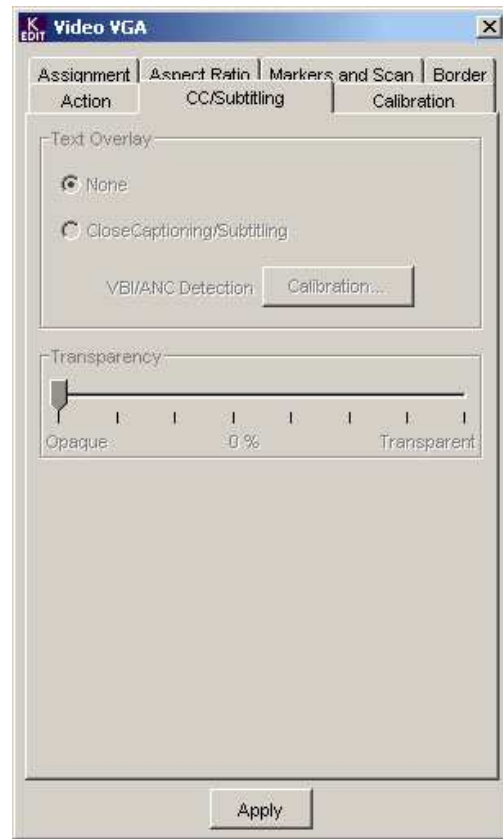 K EDIT Video VGA
Assignment Aspect Ratio Markers and Scan Border
Action CC/Subtitling Calibration
Text Overlay
None
CloseCaptioning/Subtitling
VBI/ANC Detection Calibration...
Transparency
Opaque 0 % Transparent
Apply